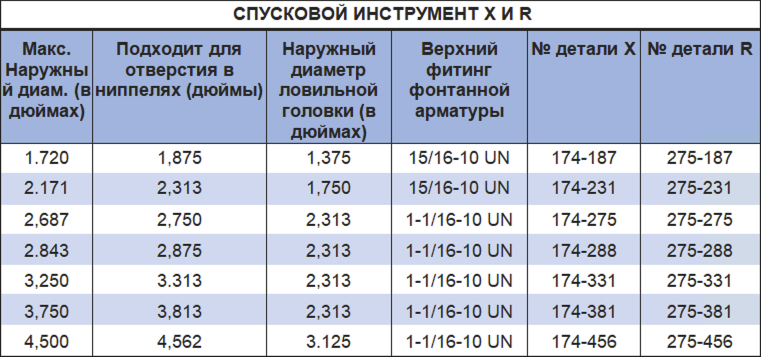 СПУСКОВОЙ ИНСТРУМЕНТ X И R
Макс. Наружны й диам. (в дюймах) Подходит для отверстия в ниппелях (дюймы) Наружный диаметр ловильной головки (в дюймах) Верхний фитинг фонтанной арматуры № детали X № детали R
1.720 1,875 1,375 15/16-10 UN 174-187 275-187
2.171 2,313 1,750 15/16-10 UN 174-231 275-231
2,687 2,750 2,313 1-1/16-10 UN 174-275 275-275
2.843 2,875 2,313 1-1/16-10 UN 174-288 275-288
3,250 3.313 2,313 1-1/16-10 UN 174-331 275-331
3,750 3,813 2,313 1-1/16-10 UN 174-381 275-381
4,500 4,562 3.125 1-1/16-10 UN 174-456 275-456